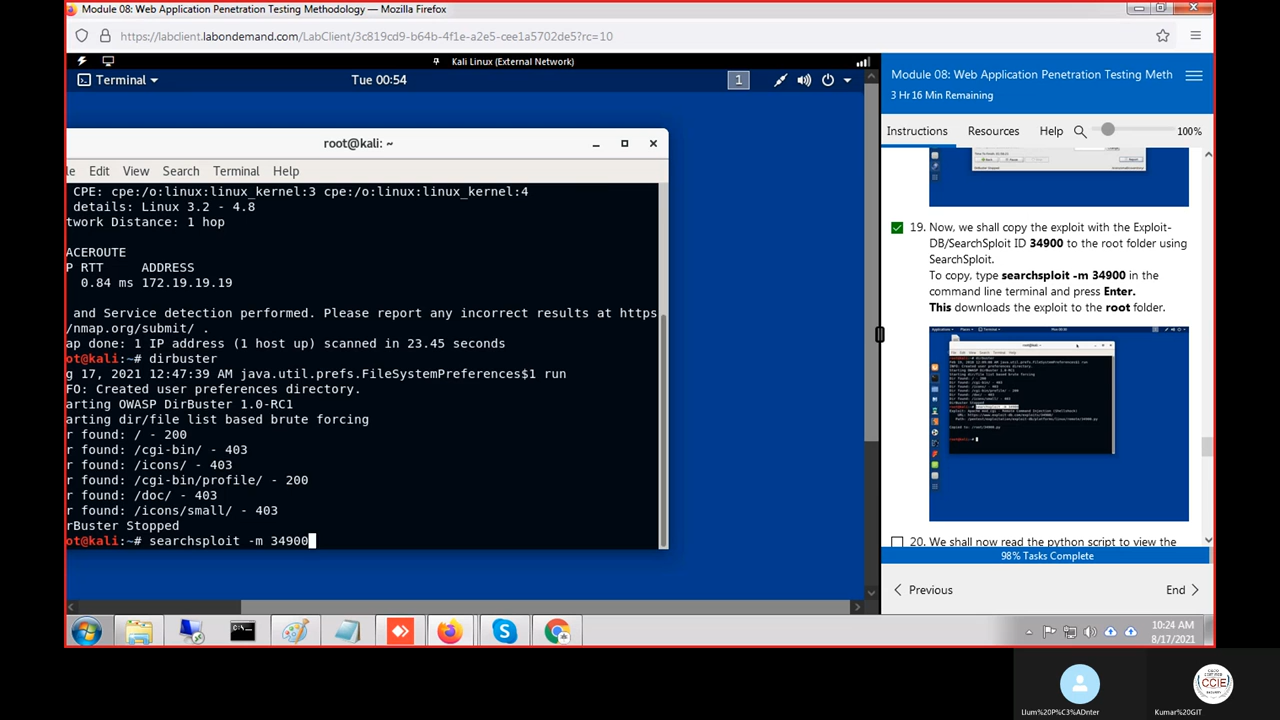 Module 08: Web Application Penetration Testing Methodology — Mozilla Firefox
https://labclient.labondemand.com/LabClient/3c819cd9-b64b-4f1e-a2e5-cee1a5702de5?rc=10
Kali Linux (External Network)
Terminal
Tue 00:54
1
root@kali: ~
le Edit View Search Terminal Help
CPE: cpe:/o:linux:linux_kernel:3 cpe:/o:linux:linux_kernel:4
details: Linux 3.2 - 4.8
twork Distance: 1 hop
ACEROUTE
P RTT ADDRESS
0.84 ms 172.19.19.19
and Service detection performed. Please report any incorrect results at https
/nmap.org/submit/ .
ap done: 1 IP address (1 host up) scanned in 23.45 seconds
ot@kali:~# dirbuster
g 17, 2021 12:47:39 AM java.util.prefs.FileSystemPreferences$1 run
FO: Created user preferences directory.
arting OWASP DirBuster 1.0-RC1
arting dir/file list based brute forcing
r found: / - 200
r found: /cgi-bin/ - 403
r found: /icons/ - 403
r found: /cgi-bin/profile/ - 200
r found: /doc/ - 403
r found: /icons/small/ - 403
rBuster Stopped
ot@kali:~# searchsploit -m 34900
Module 08: Web Application Penetration Testing Meth
3 Hr 16 Min Remaining
Instructions Resources Help 100%
19. Now, we shall copy the exploit with the Exploit-
DB/SearchSploit ID 34900 to the root folder using
SearchSploit.
To copy, type searchsploit -m 34900 in the
command line terminal and press Enter.
This downloads the exploit to the root folder.
20. We shall now read the python script to view the
98% Tasks Complete
Previous End
10:24 AM
8/17/2021
CCIE
Llum%20P%C3%ADnter
Kumar%20GIT